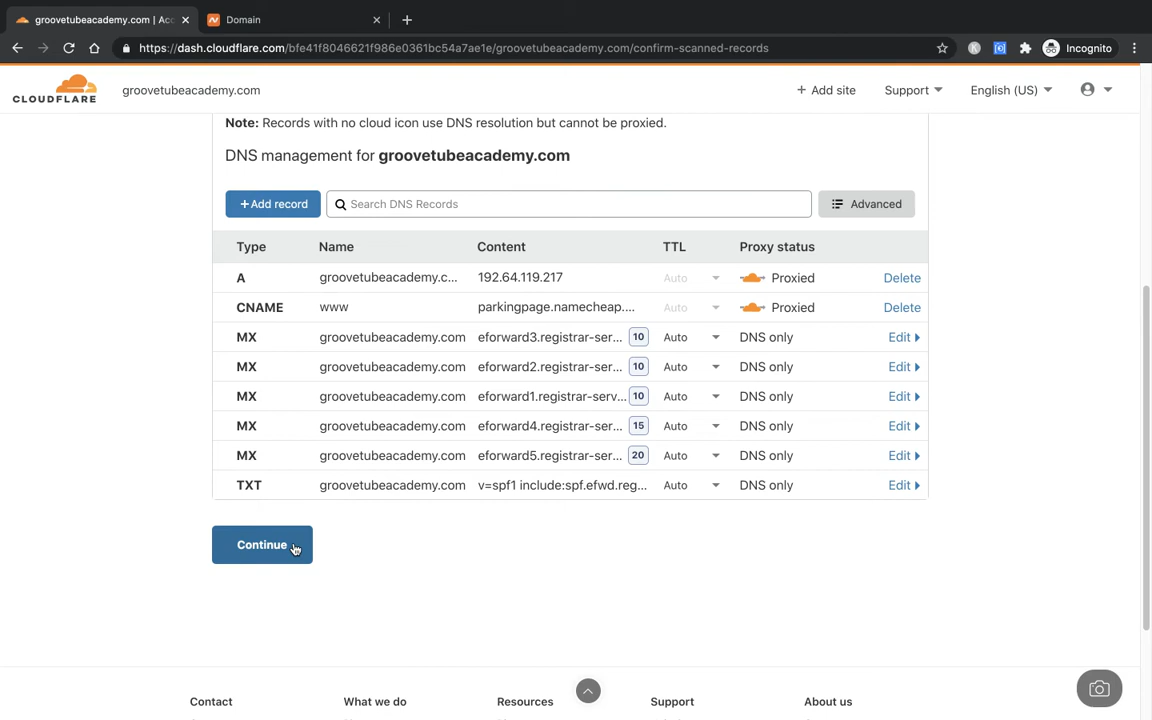 groovetubeacademy.com | Acc
Domain
https://dash.cloudflare.com/bfe41f8046621f986e0361bc54a7ae1e/groovetubeacademy.com/confirm-scanned-records
Incognito
CLOUDFLARE
groovetubeacademy.com
+ Add site
Support
English (US)
Note: Records with no cloud icon use DNS resolution but cannot be proxied.
DNS management for groovetubeacademy.com
+Add record
Search DNS Records
Advanced
Type Name Content TTL Proxy status
A groovetubeacademy.c... 192.64.119.217 Auto Proxied Delete
CNAME www parkingpage.namecheap.... Auto Proxied Delete
MX groovetubeacademy.com eforward3.registrar-ser... 10 Auto DNS only Edit
MX groovetubeacademy.com eforward2.registrar-ser... 10 Auto DNS only Edit
MX groovetubeacademy.com eforward1.registrar-serv... 10 Auto DNS only Edit
MX groovetubeacademy.com eforward4.registrar-ser... 15 Auto DNS only Edit
MX groovetubeacademy.com eforward5.registrar-ser... 20 Auto DNS only Edit
TXT groovetubeacademy.com v=spf1 include:spf.efwd.reg... Auto DNS only Edit
Continue
Contact What we do Resources Support About us